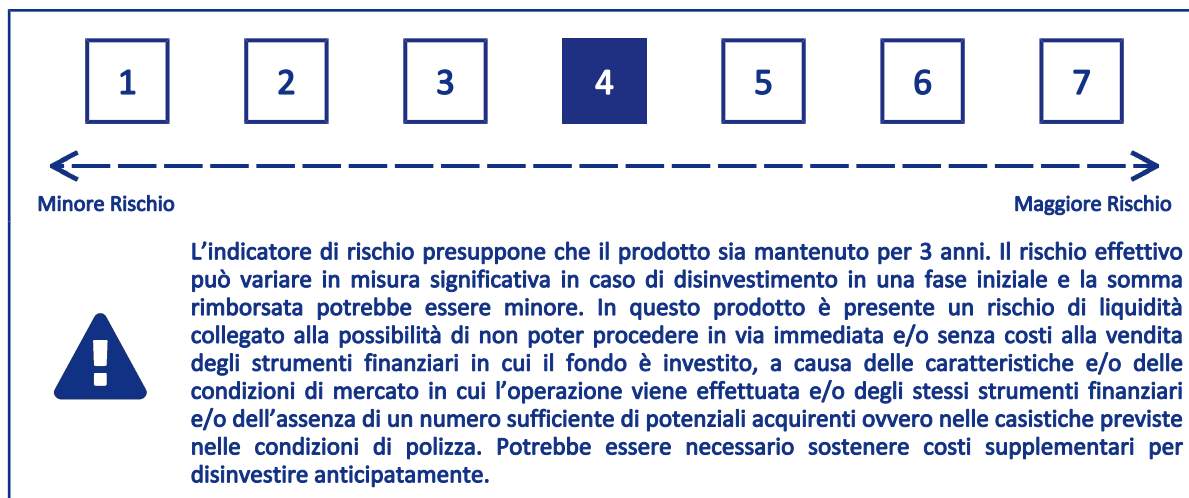 1 2 3 4 5 6 7
Minore Rischio Maggiore Rischio
L'indicatore di rischio presuppone che il prodotto sia mantenuto per 3 anni. Il rischio effettivo
può variare in misura significativa in caso di disinvestimento in una fase iniziale e la somma
rimborsata potrebbe essere minore. In questo prodotto è presente un rischio di liquidità
collegato alla possibilità di non poter procedere in via immediata e/o senza costi alla vendita
degli strumenti finanziari in cui il fondo è investito, a causa delle caratteristiche e/o delle
condizioni di mercato in cui l'operazione viene effettuata e/o degli stessi strumenti finanziari
e/o dell'assenza di un numero sufficiente di potenziali acquirenti ovvero nelle casistiche previste
nelle condizioni di polizza. Potrebbe essere necessario sostenere costi supplementari per
disinvestire anticipatamente.